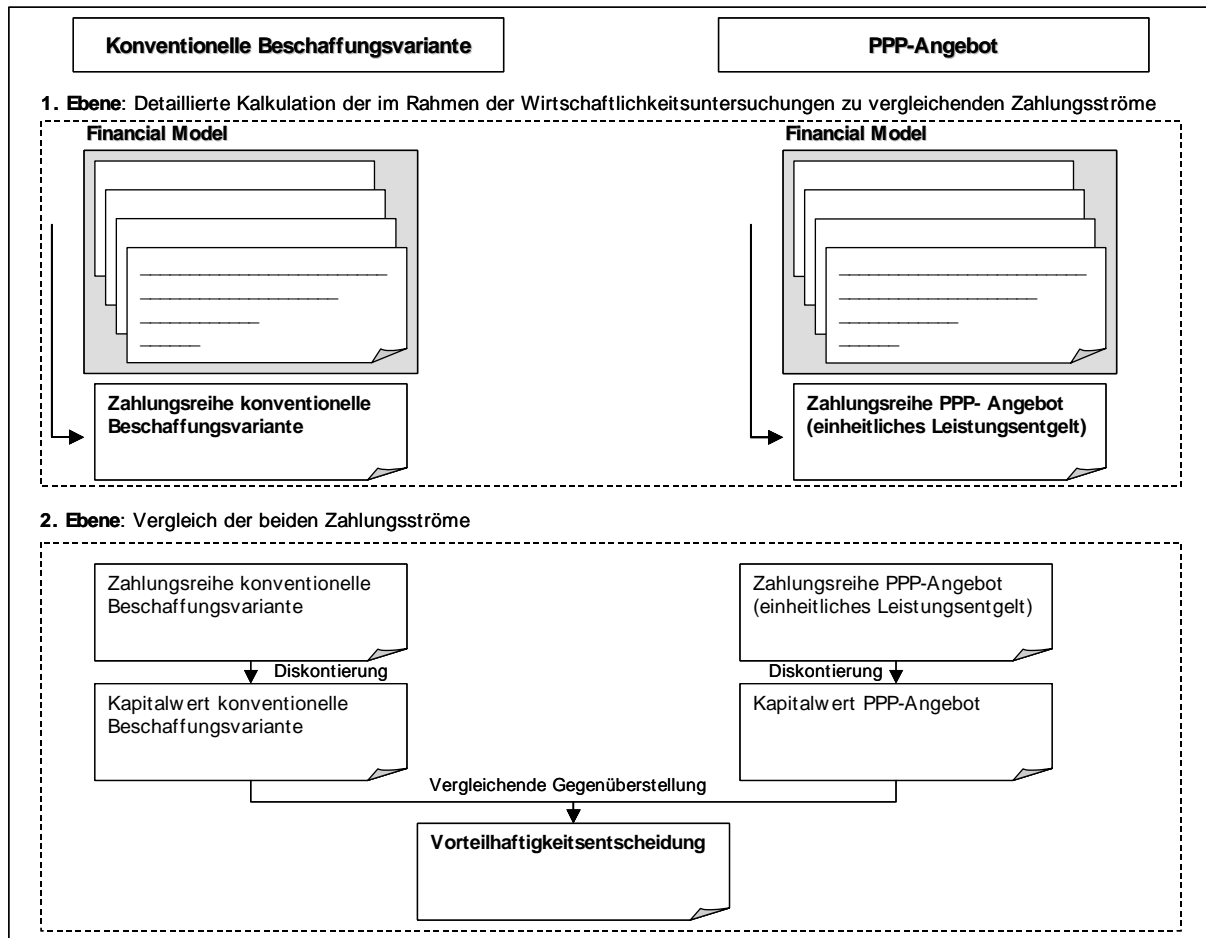 Konventionelle Beschaffungsvariante
PPP-Angebot
1. Ebene: Detaillierte Kalkulation der im Rahmen der Wirtschaftlichkeitsuntersuchungen zu vergleichenden Zahlungsströme
Financial Model
Financial Model
Zahlungsreihe konventionelle
Beschaffungsvariante
Zahlungsreihe PPP- Angebot
(einheitliches Leistungsentgelt)
2. Ebene: Vergleich der beiden Zahlungsströme
Zahlungsreihe konventionelle
Beschaffungsvariante
Zahlungsreihe PPP-Angebot
(einheitliches Leistungsentgelt)
Diskontierung
Diskontierung
Kapitalwert konventionelle
Beschaffungsvariante
Kapitalwert PPP-Angebot
Vergleichende Gegenüberstellung
Vorteilhaftigkeitsentscheidung